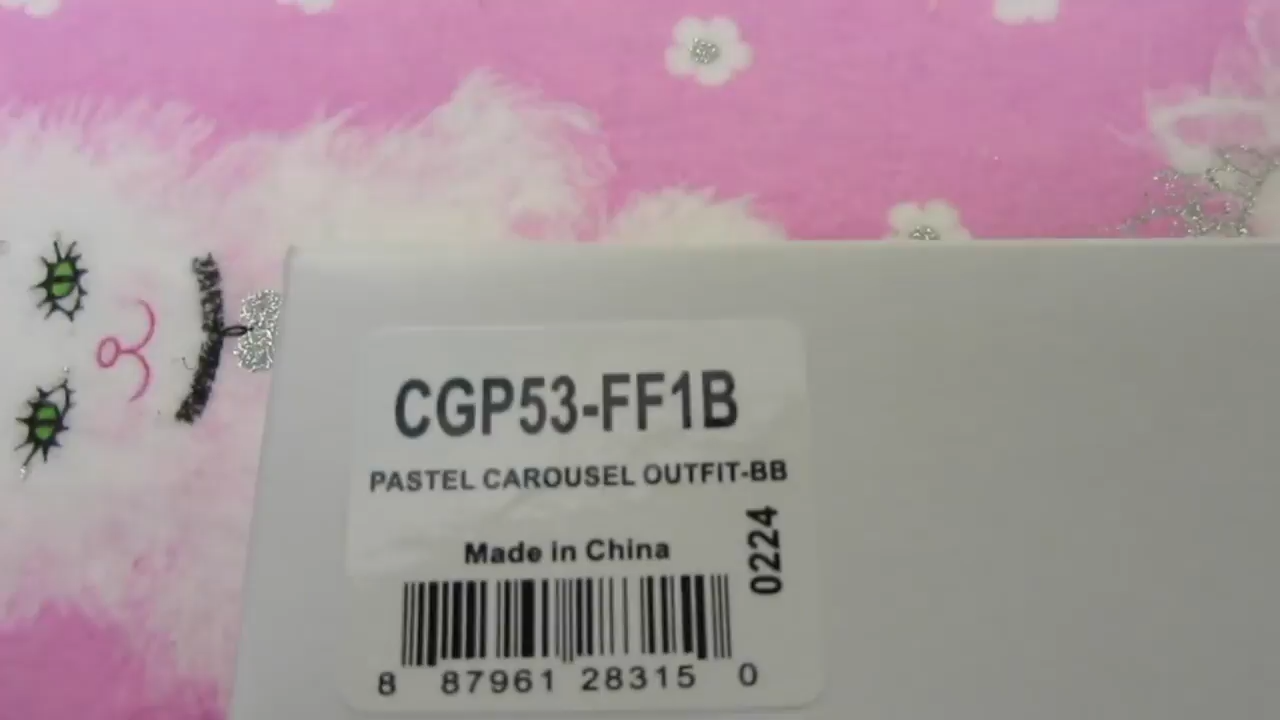 CGP53-FF1B
PASTEL CAROUSEL OUTFIT-BB
0224
Made in China
8 87961 28315 0